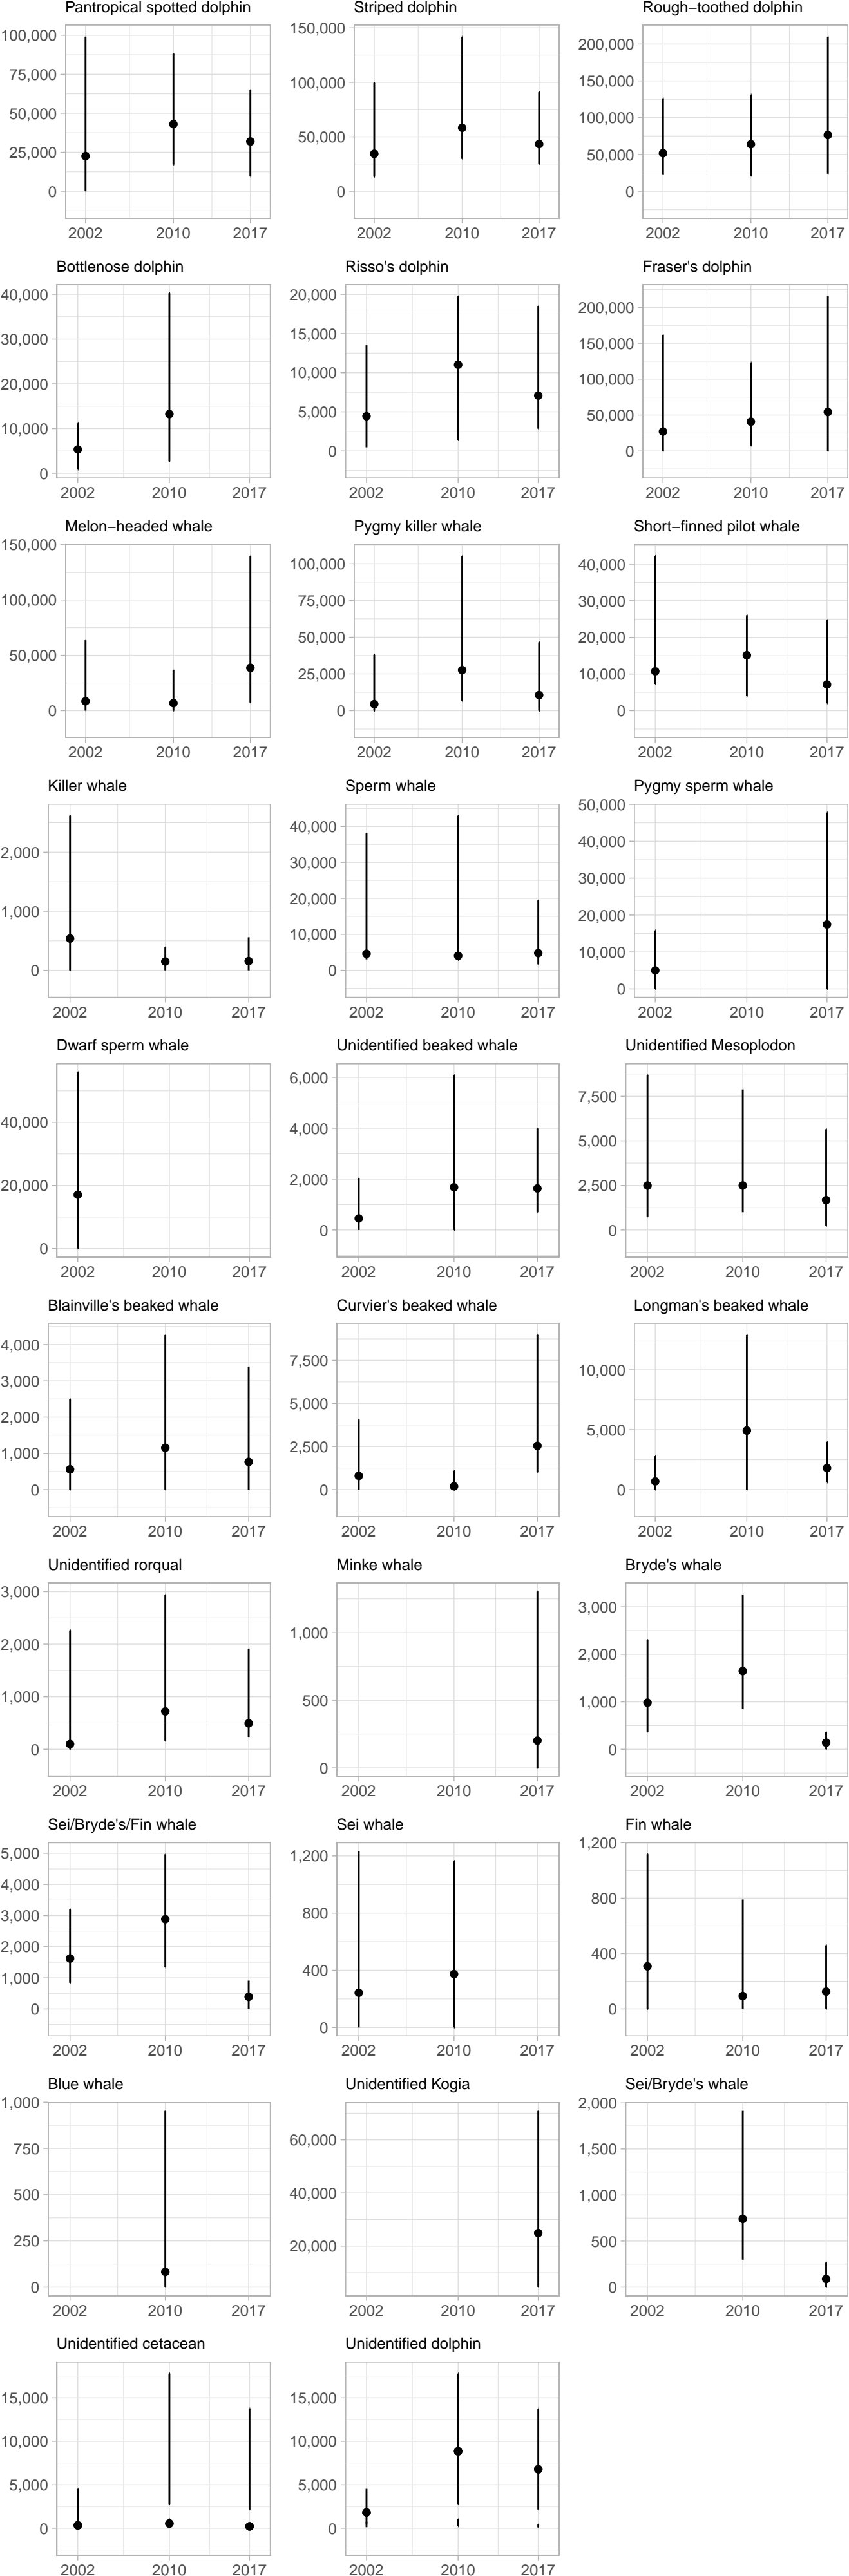 Pantropical spotted dolphin
100,000
75,000
50,000
25,000
0
2002 2010 2017
Striped dolphin
150,000
100,000
50,000
0
2002 2010 2017
Rough−toothed dolphin
200,000
150,000
100,000
50,000
0
2002 2010 2017
Bottlenose dolphin
40,000
30,000
20,000
10,000
0
2002 2010 2017
Risso's dolphin
20,000
15,000
10,000
5,000
0
2002 2010 2017
Fraser's dolphin
200,000
150,000
100,000
50,000
0
2002 2010 2017
Melon−headed whale
150,000
100,000
50,000
0
2002 2010 2017
Pygmy killer whale
100,000
75,000
50,000
25,000
0
2002 2010 2017
Short−finned pilot whale
40,000
30,000
20,000
10,000
0
2002 2010 2017
Killer whale
2,000
1,000
0
2002 2010 2017
Sperm whale
40,000
30,000
20,000
10,000
0
2002 2010 2017
Pygmy sperm whale
50,000
40,000
30,000
20,000
10,000
0
2002 2010 2017
Dwarf sperm whale
40,000
20,000
0
2002 2010 2017
Unidentified beaked whale
6,000
4,000
2,000
0
2002 2010 2017
Unidentified Mesoplodon
7,500
5,000
2,500
0
2002 2010 2017
Blainville's beaked whale
4,000
3,000
2,000
1,000
0
2002 2010 2017
Curvier's beaked whale
7,500
5,000
2,500
0
2002 2010 2017
Longman's beaked whale
10,000
5,000
0
2002 2010 2017
Unidentified rorqual
3,000
2,000
1,000
0
2002 2010 2017
Minke whale
1,000
500
0
2002 2010 2017
Bryde's whale
3,000
2,000
1,000
0
2002 2010 2017
Sei/Bryde's/Fin whale
5,000
4,000
3,000
2,000
1,000
0
2002 2010 2017
Sei whale
1,200
800
400
0
2002 2010 2017
Fin whale
1,200
800
400
0
2002 2010 2017
Blue whale
1,000
750
500
250
0
2002 2010 2017
Unidentified Kogia
60,000
40,000
20,000
2002 2010 2017
Sei/Bryde's whale
2,000
1,500
1,000
500
0
2002 2010 2017
Unidentified cetacean
15,000
10,000
5,000
0
2002 2010 2017
Unidentified dolphin
15,000
10,000
5,000
0
2002 2010 2017